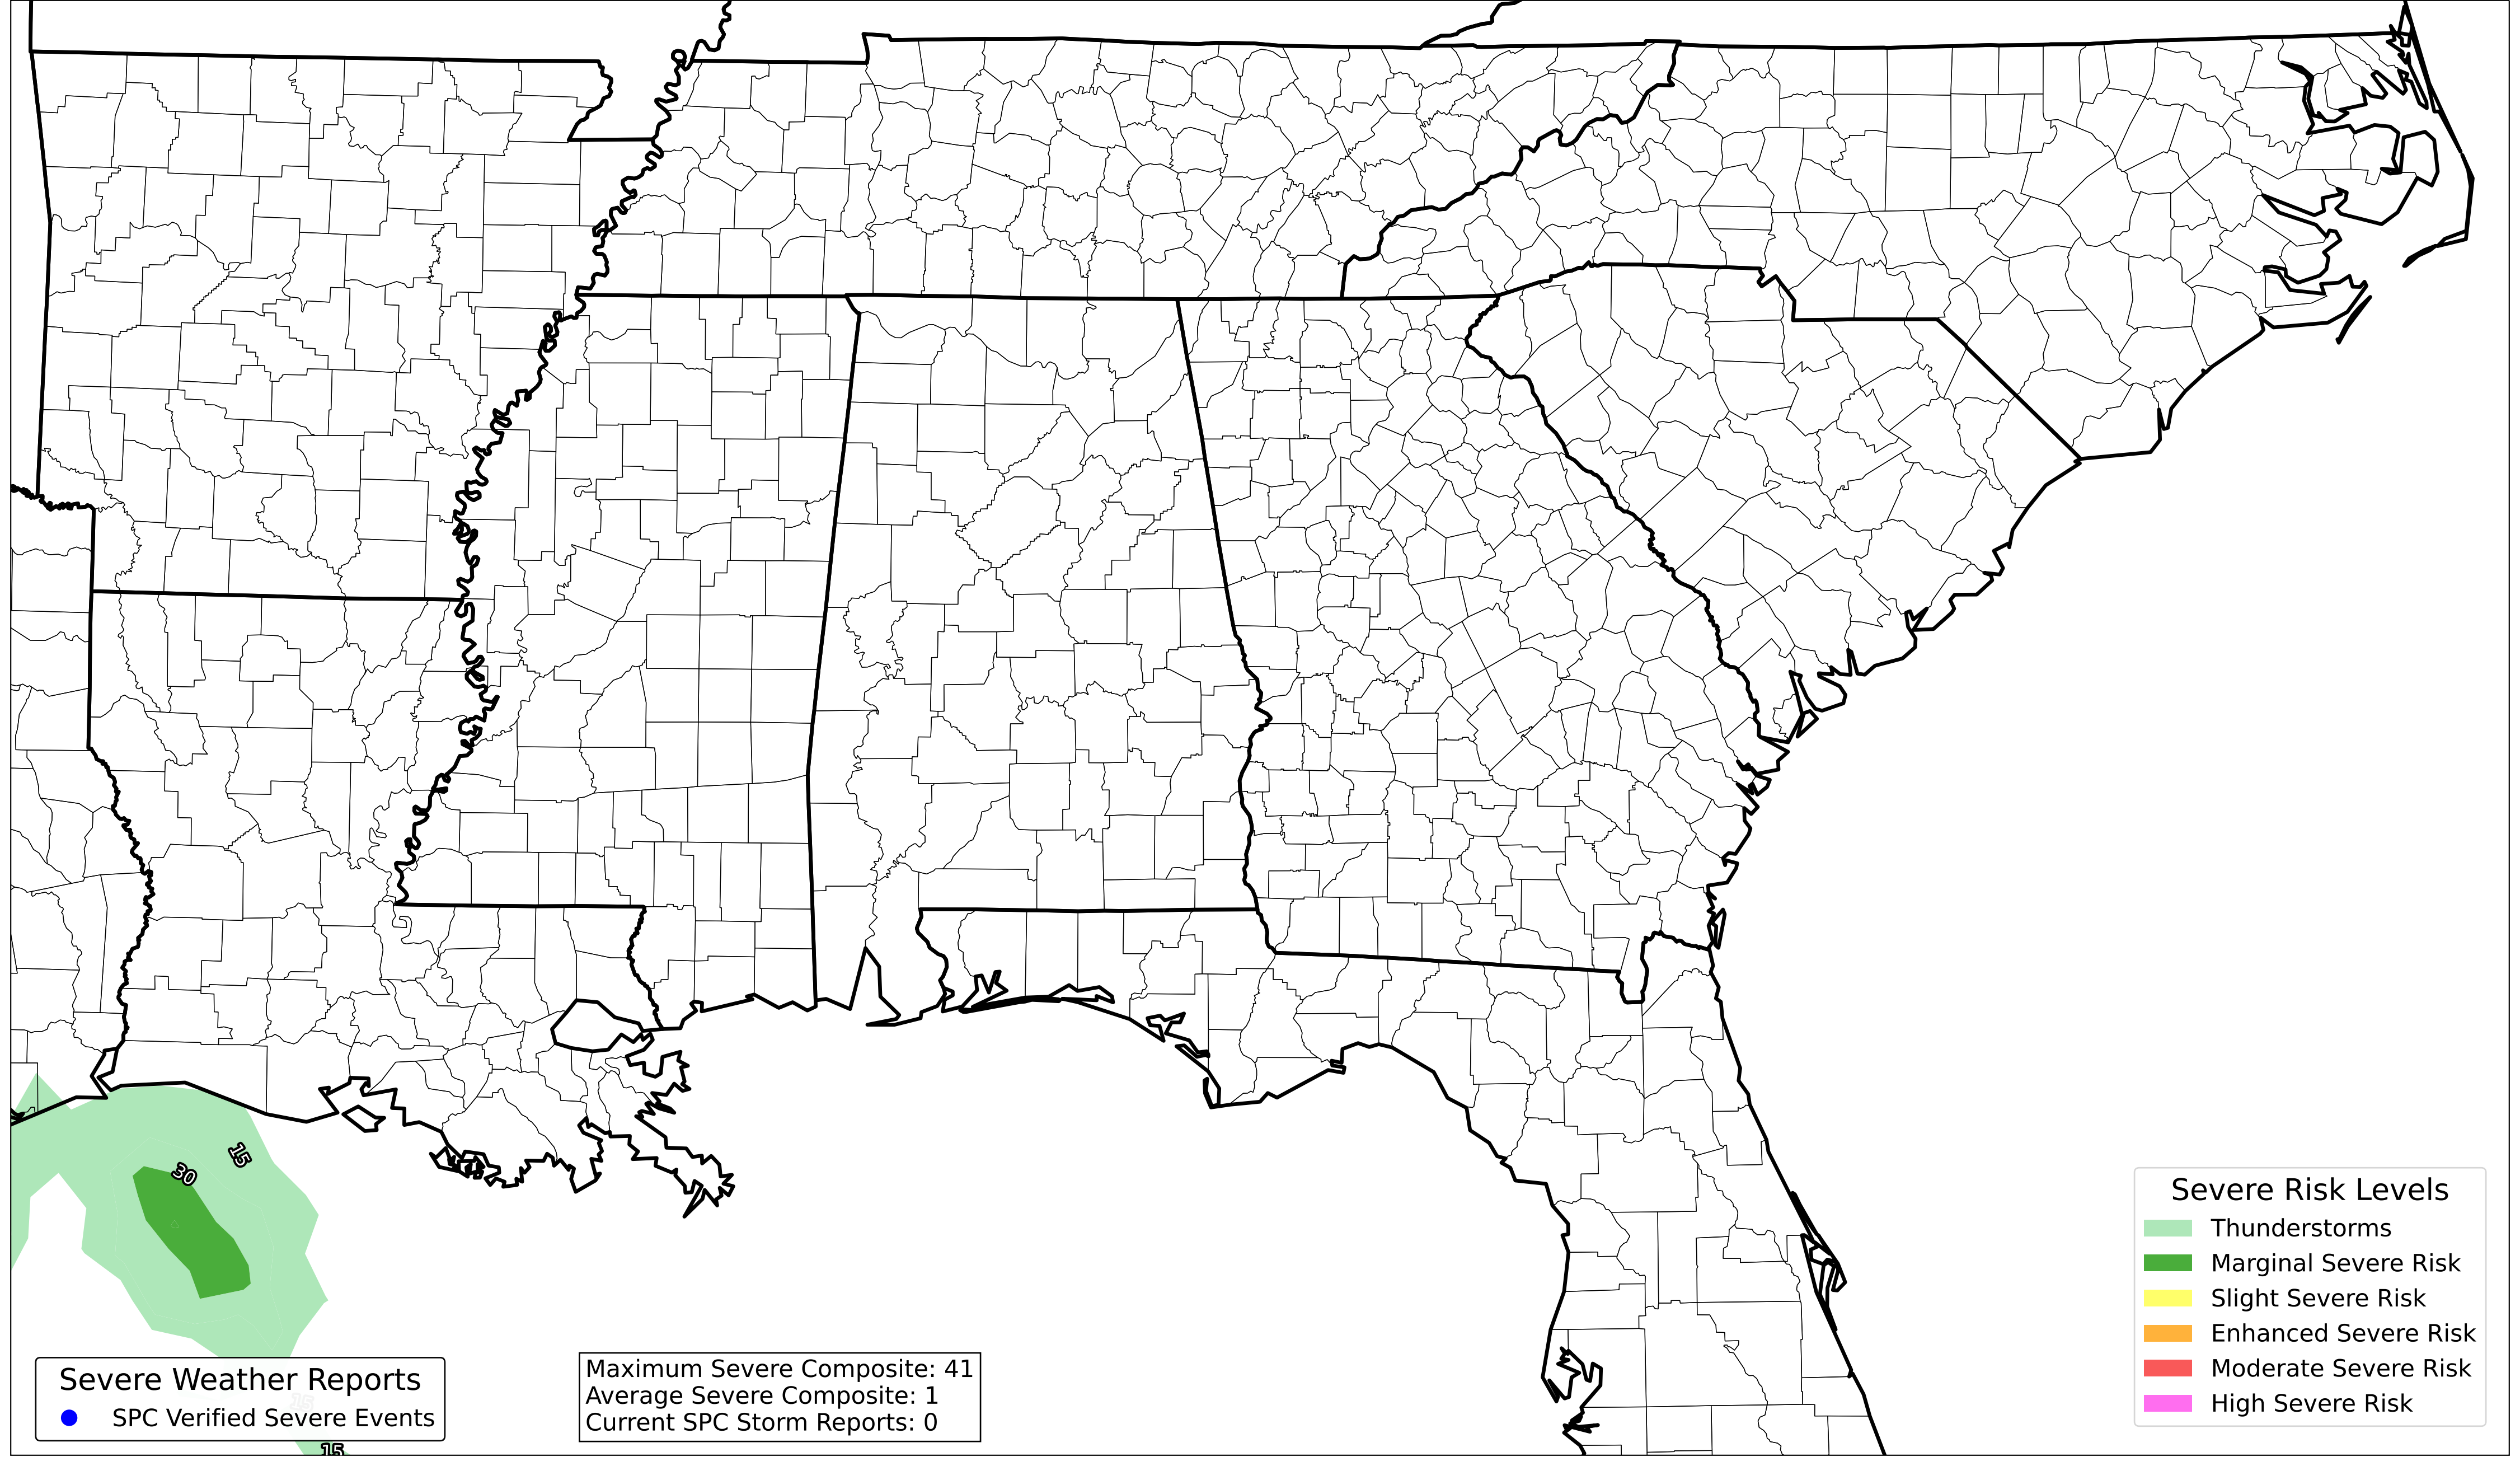 15
30
Severe Weather Reports
SPC Verified Severe Events
15
Maximum Severe Composite: 41
Average Severe Composite: 1
Current SPC Storm Reports: 0
Severe Risk Levels
Thunderstorms
Marginal Severe Risk
Slight Severe Risk
Enhanced Severe Risk
Moderate Severe Risk
High Severe Risk